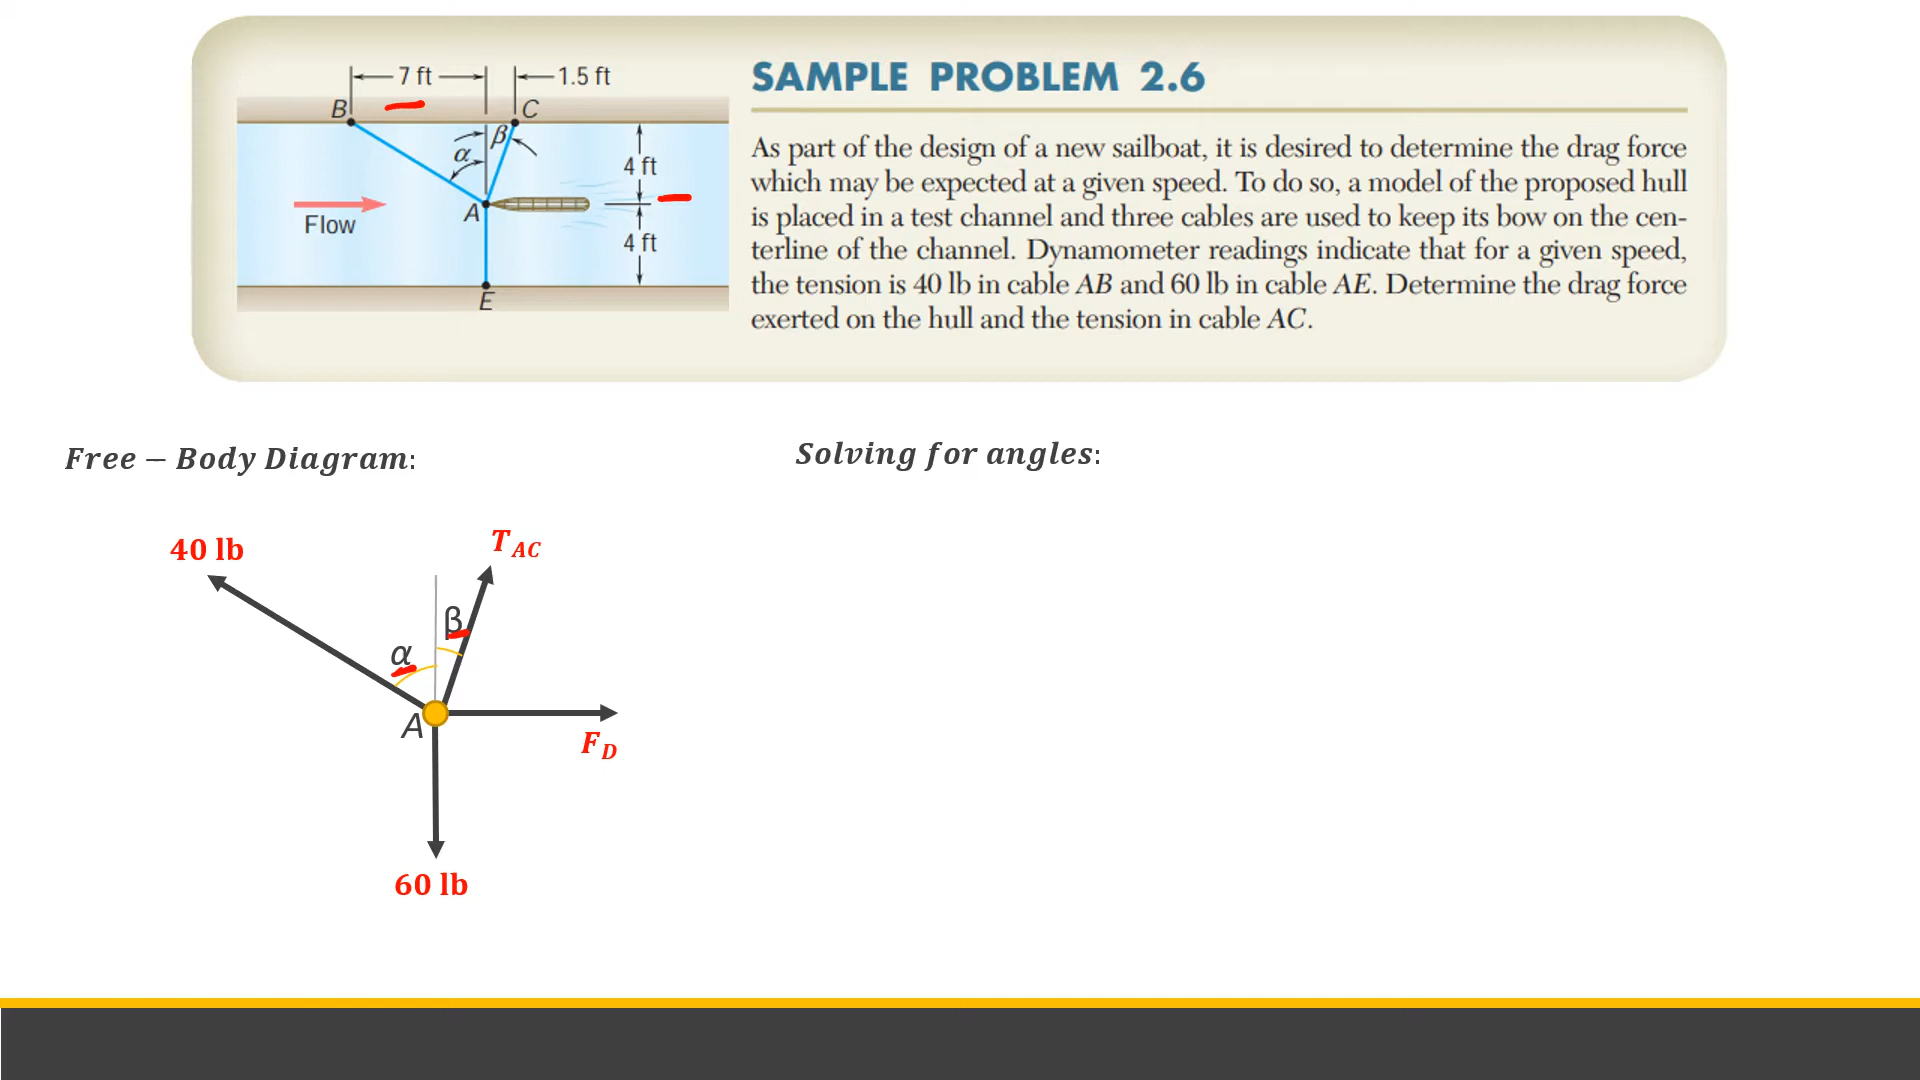 7 ft
1.5 ft
B
C
α
β
4 ft
A
Flow
4 ft
E
SAMPLE PROBLEM 2.6
As part of the design of a new sailboat, it is desired to determine the drag force
which may be expected at a given speed. To do so, a model of the proposed hull
is placed in a test channel and three cables are used to keep its bow on the cen-
terline of the channel. Dynamometer readings indicate that for a given speed,
the tension is 40 lb in cable AB and 60 lb in cable AE. Determine the drag force
exerted on the hull and the tension in cable AC.
Free − Body Diagram:
Solving for angles:
40 lb
T_AC
β
α
A
F_D
60 lb